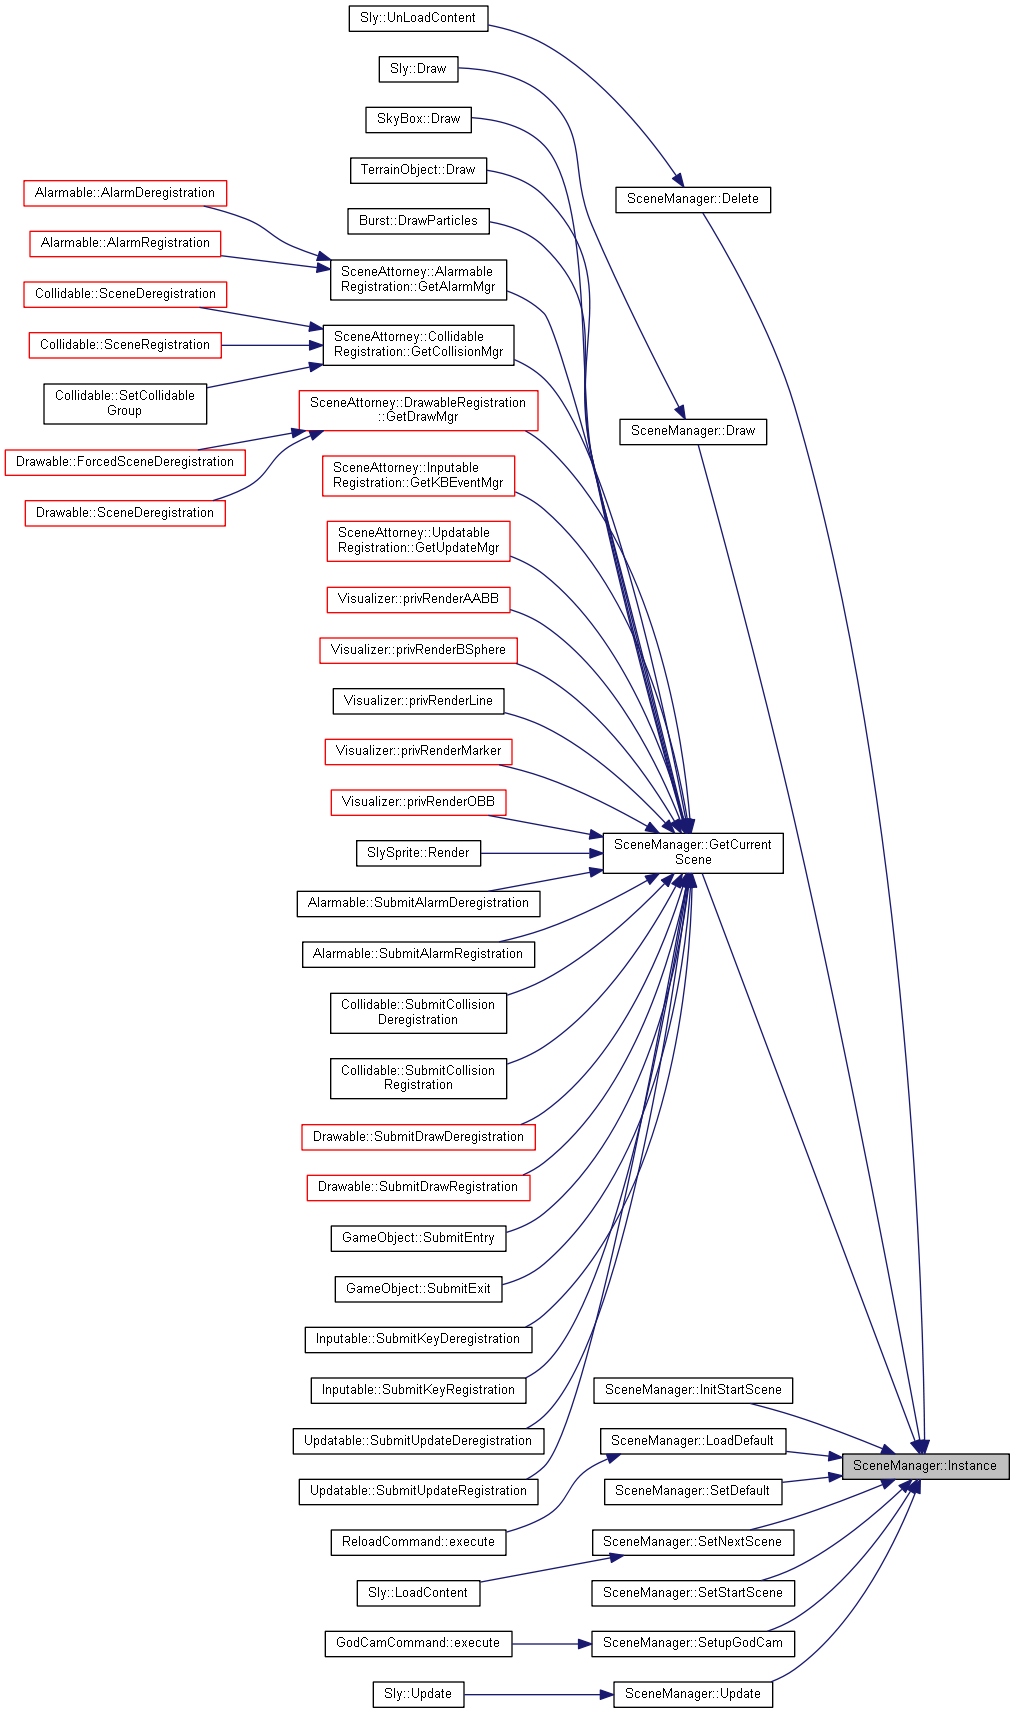 Sly::UnLoadContent
Sly::Draw
SkyBox::Draw
TerrainObject::Draw
Alarmable::AlarmDeregistration
SceneManager::Delete
Burst::DrawParticles
Alarmable::AlarmRegistration
SceneAttorney::Alarmable
Registration::GetAlarmMgr
Collidable::SceneDeregistration
Collidable::SceneRegistration
SceneAttorney::Collidable
Registration::GetCollisionMgr
Collidable::SetCollidable
Group
SceneAttorney::DrawableRegistration
::GetDrawMgr
SceneManager::Draw
Drawable::ForcedSceneDeregistration
SceneAttorney::Inputable
Registration::GetKBEventMgr
Drawable::SceneDeregistration
SceneAttorney::Updatable
Registration::GetUpdateMgr
Visualizer::privRenderAABB
Visualizer::privRenderBSphere
Visualizer::privRenderLine
Visualizer::privRenderMarker
Visualizer::privRenderOBB
SceneManager::GetCurrent
Scene
SlySprite::Render
Alarmable::SubmitAlarmDeregistration
Alarmable::SubmitAlarmRegistration
Collidable::SubmitCollision
Deregistration
Collidable::SubmitCollision
Registration
Drawable::SubmitDrawDeregistration
Drawable::SubmitDrawRegistration
GameObject::SubmitEntry
GameObject::SubmitExit
Inputable::SubmitKeyDeregistration
Inputable::SubmitKeyRegistration
SceneManager::InitStartScene
Updatable::SubmitUpdateDeregistration
SceneManager::LoadDefault
SceneManager::Instance
Updatable::SubmitUpdateRegistration
SceneManager::SetDefault
ReloadCommand::execute
SceneManager::SetNextScene
Sly::LoadContent
SceneManager::SetStartScene
GodCamCommand::execute
SceneManager::SetupGodCam
Sly::Update
SceneManager::Update